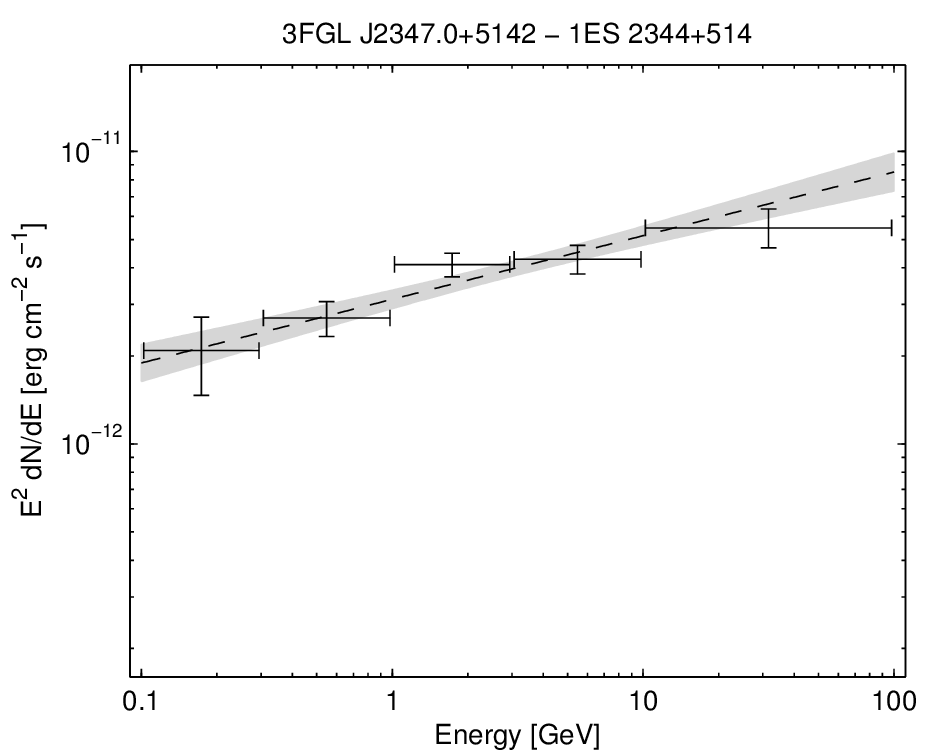 3FGL J2347.0+5142 − 1ES 2344+514
10⁻¹¹
10⁻¹²
E² dN/dE [erg cm⁻² s⁻¹]
0.1 1 10 100
Energy [GeV]